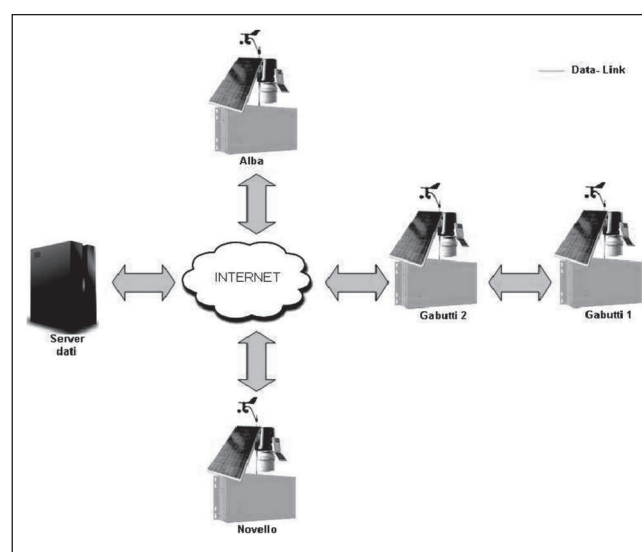 Data- Link
Alba
INTERNET
Server
dati
Gabutti 2
Gabutti 1
Novello